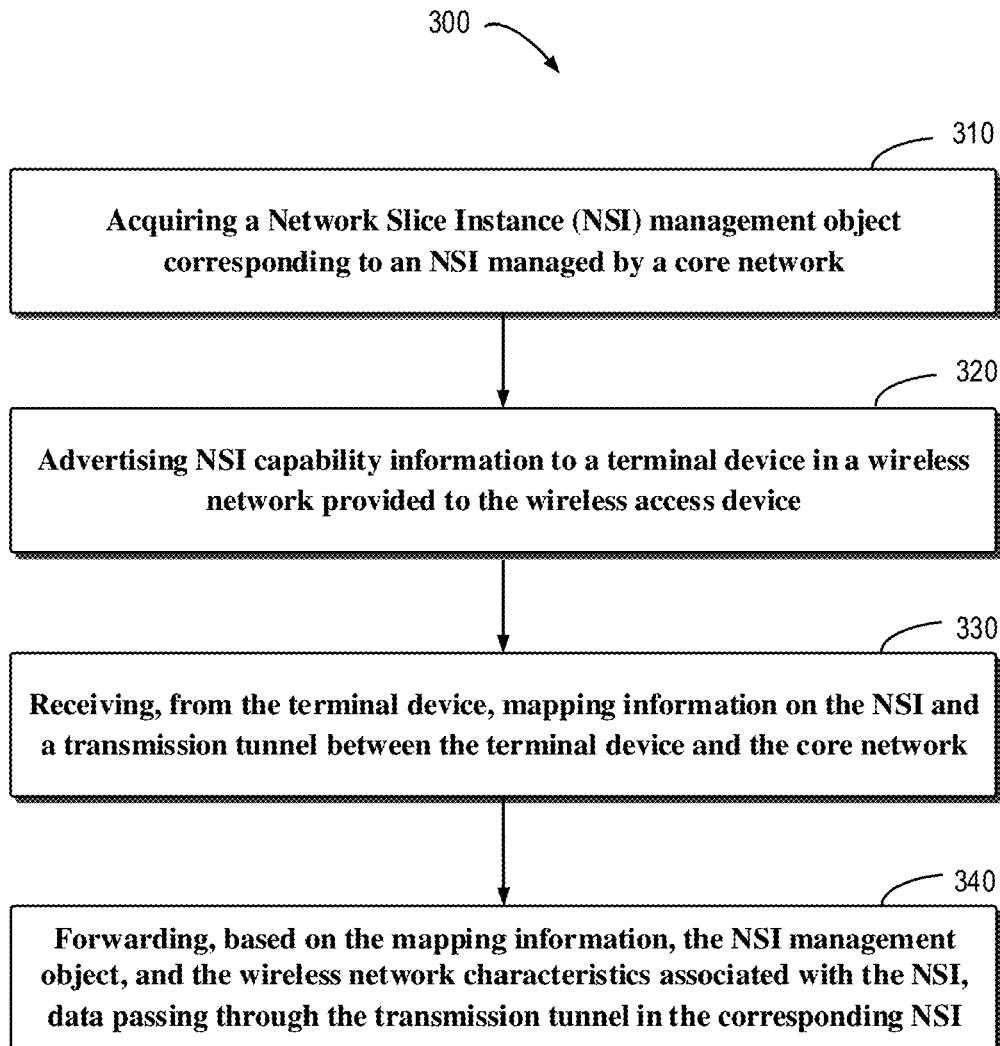 300
310
Acquiring a Network Slice Instance (NSI) management object
corresponding to an NSI managed by a core network
320
Advertising NSI capability information to a terminal device in a wireless
network provided to the wireless access device
330
Receiving, from the terminal device, mapping information on the NSI and
a transmission tunnel between the terminal device and the core network
340
Forwarding, based on the mapping information, the NSI management
object, and the wireless network characteristics associated with the NSI,
data passing through the transmission tunnel in the corresponding NSI